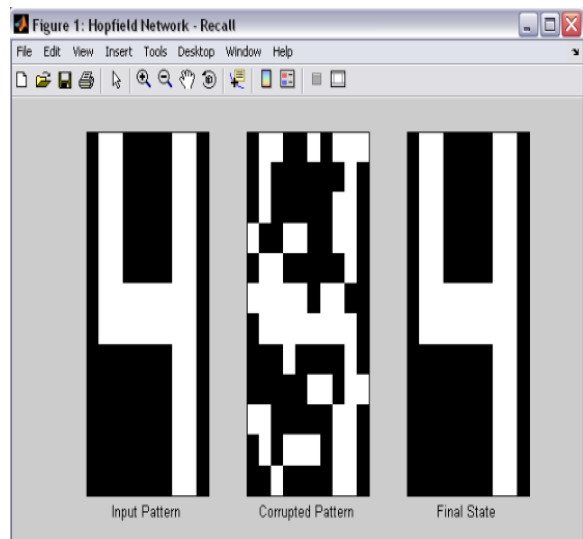 Figure 1: Hopfield Network - Recall
File Edit View Insert Tools Desktop Window Help
Input Pattern Corrupted Pattern Final State